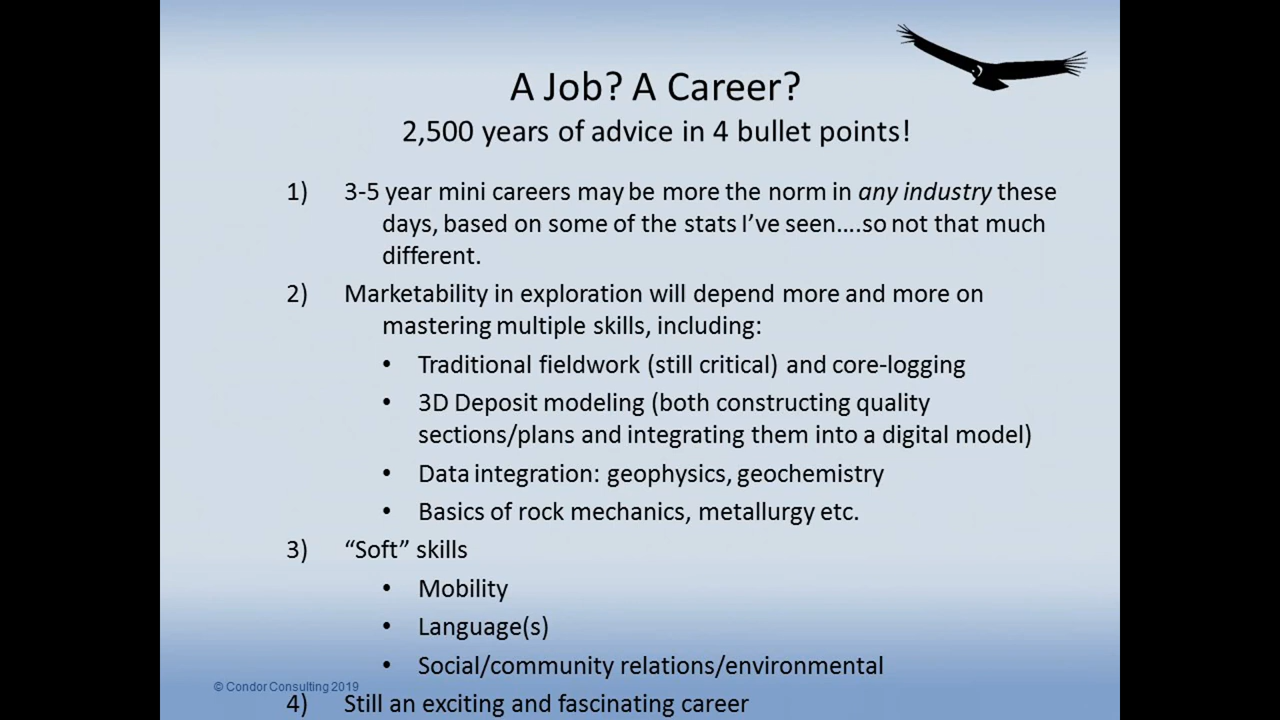 A Job? A Career?
2,500 years of advice in 4 bullet points!
1) 3-5 year mini careers may be more the norm in any industry these
days, based on some of the stats I’ve seen….so not that much
different.
2) Marketability in exploration will depend more and more on
mastering multiple skills, including:
• Traditional fieldwork (still critical) and core-logging
• 3D Deposit modeling (both constructing quality
sections/plans and integrating them into a digital model)
• Data integration: geophysics, geochemistry
• Basics of rock mechanics, metallurgy etc.
3) “Soft” skills
• Mobility
• Language(s)
• Social/community relations/environmental
© Condor Consulting 2019
4) Still an exciting and fascinating career